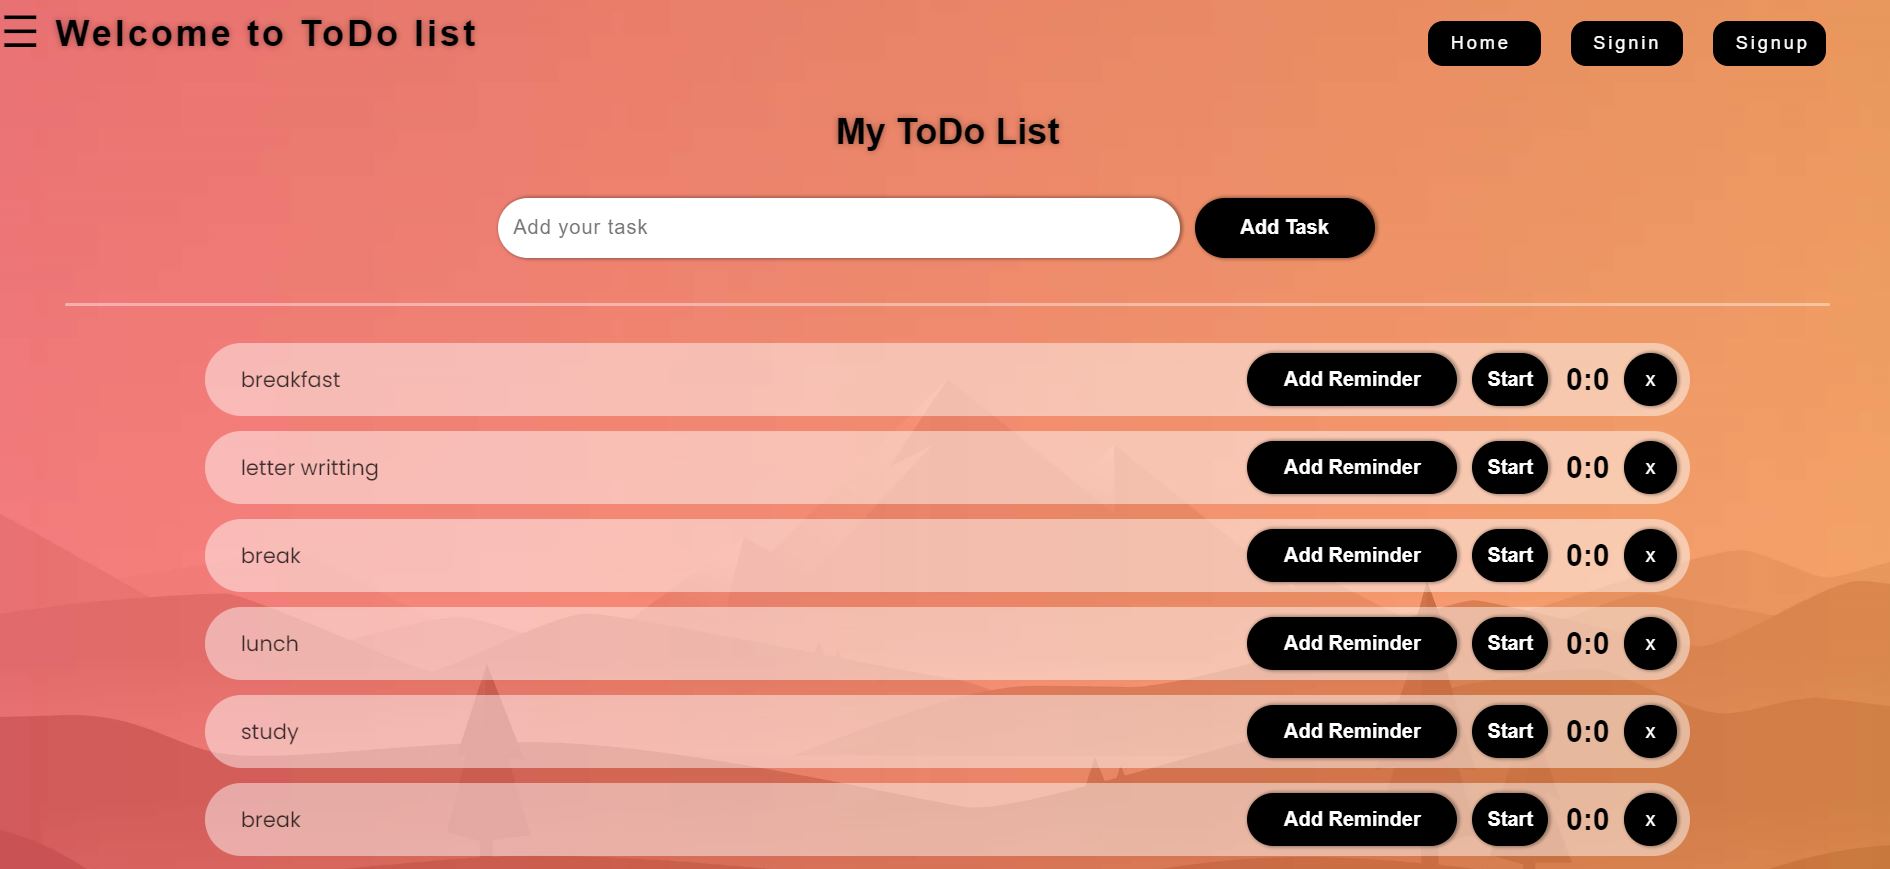 ☰ Welcome to ToDo list
Home Signin Signup
My ToDo List
Add your task Add Task
breakfast Add Reminder Start 0:0 x
letter writting Add Reminder Start 0:0 x
break Add Reminder Start 0:0 x
lunch Add Reminder Start 0:0 x
study Add Reminder Start 0:0 x
break Add Reminder Start 0:0 x